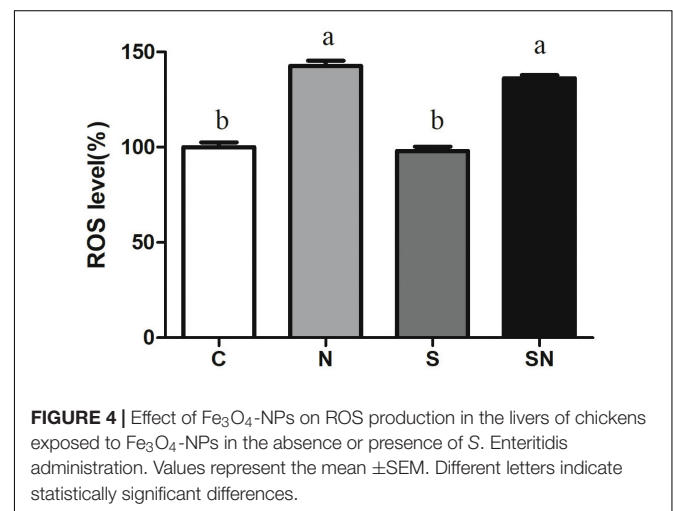 150
100
50
0
ROS level(%)
b
a
b
a
C N S SN
FIGURE 4 | Effect of Fe₃O₄-NPs on ROS production in the livers of chickens
exposed to Fe₃O₄-NPs in the absence or presence of S. Enteritidis
administration. Values represent the mean ±SEM. Different letters indicate
statistically significant differences.